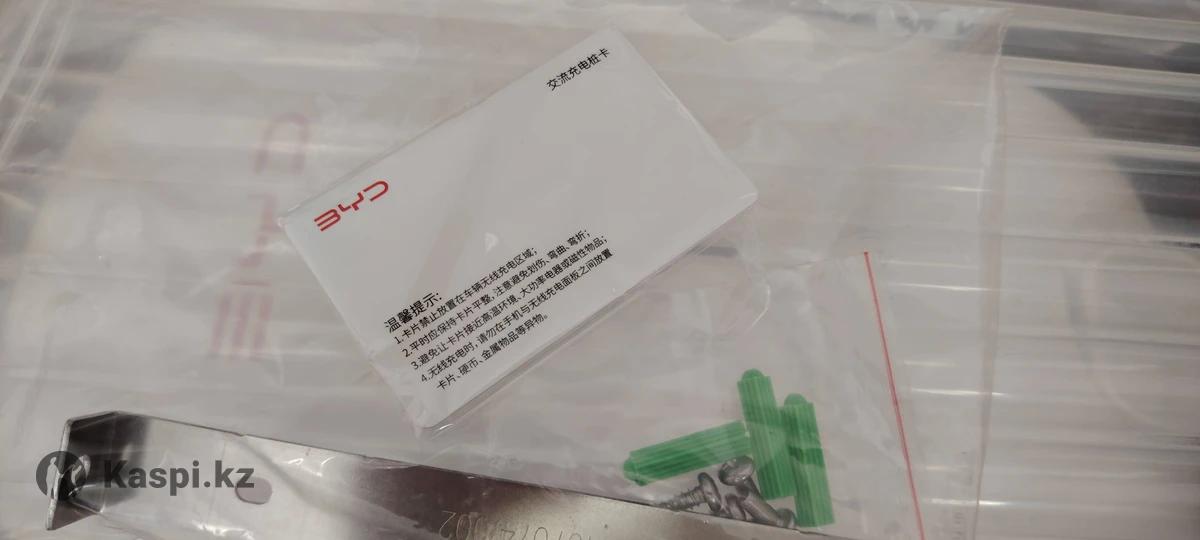 交流充电桩卡
BYD
温馨提示:
1.卡片禁止放置在车辆无线充电区域;
2.平时应保持卡片平整,注意避免划伤、弯曲、弯折;
3.避免让卡片接近高温环境、大功率电器或磁性物品;
4.无线充电时,请勿在手机与无线充电面板之间放置
卡片、硬币、金属物品等异物。
Kaspi.kz